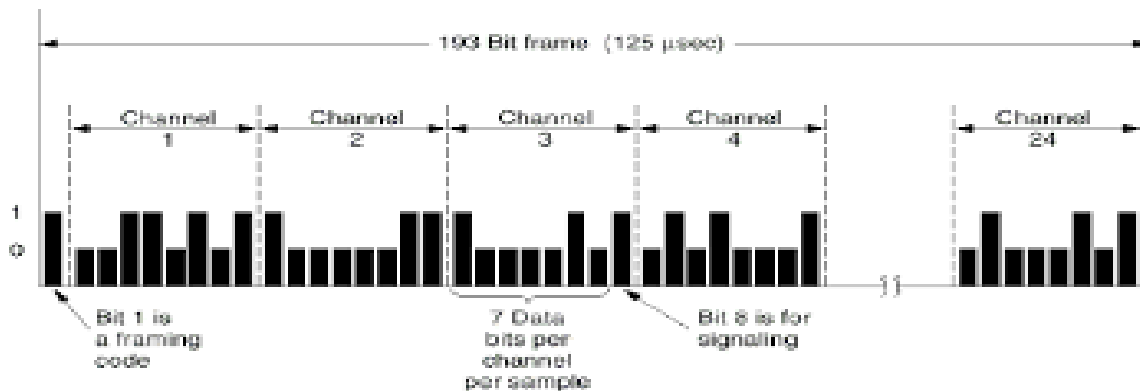 193 Bit frame (125 µsec)
Channel
1
Channel
2
Channel
3
Channel
4
Channel
24
1
0
Bit 1 is
a framing
code
7 Data
bits per
channel
per sample
Bit 8 is for
signaling